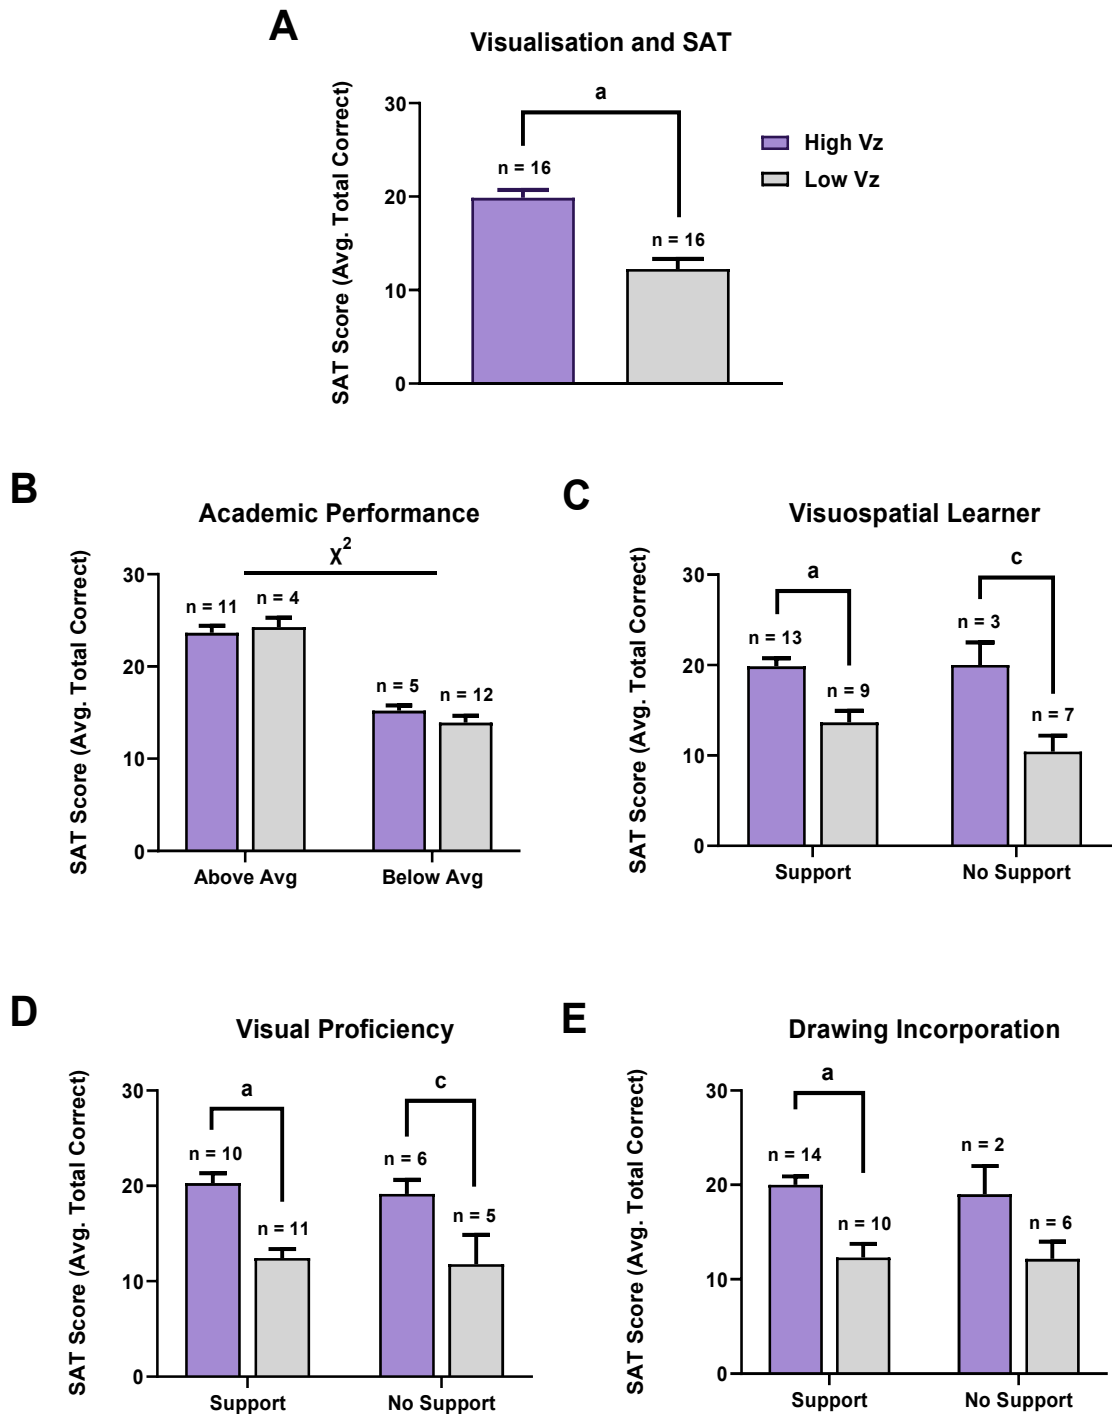 A
Visualisation and SAT
SAT Score (Avg. Total Correct)
30
20
10
0
a
n = 16
n = 16
High Vz
Low Vz
B
Academic Performance
SAT Score (Avg. Total Correct)
30
20
10
0
χ²
n = 11
n = 4
n = 5
n = 12
Above Avg
Below Avg
C
Visuospatial Learner
SAT Score (Avg. Total Correct)
30
20
10
0
a
c
n = 13
n = 9
n = 3
n = 7
Support
No Support
D
Visual Proficiency
SAT Score (Avg. Total Correct)
30
20
10
0
a
c
n = 10
n = 11
n = 6
n = 5
Support
No Support
E
Drawing Incorporation
SAT Score (Avg. Total Correct)
30
20
10
0
a
n = 14
n = 10
n = 2
n = 6
Support
No Support